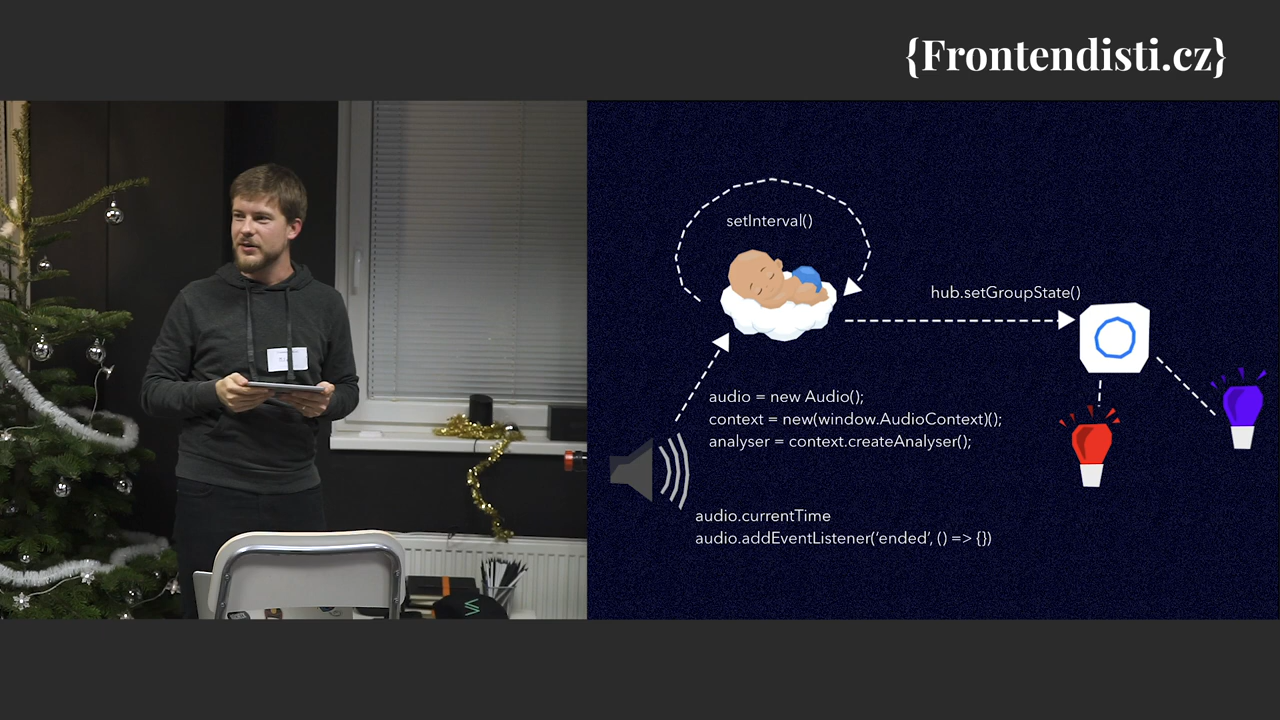 {Frontendisti.cz}
setInterval()
hub.setGroupState()
audio = new Audio();
context = new(window.AudioContext)();
analyser = context.createAnalyser();
audio.currentTime
audio.addEventListener('ended', () => {})